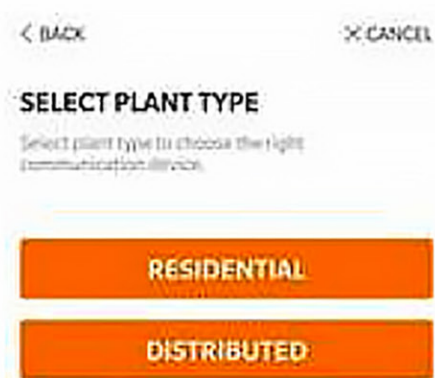 < BACK
× CANCEL
SELECT PLANT TYPE
Select plant type to choose the right
communication device.
RESIDENTIAL
DISTRIBUTED